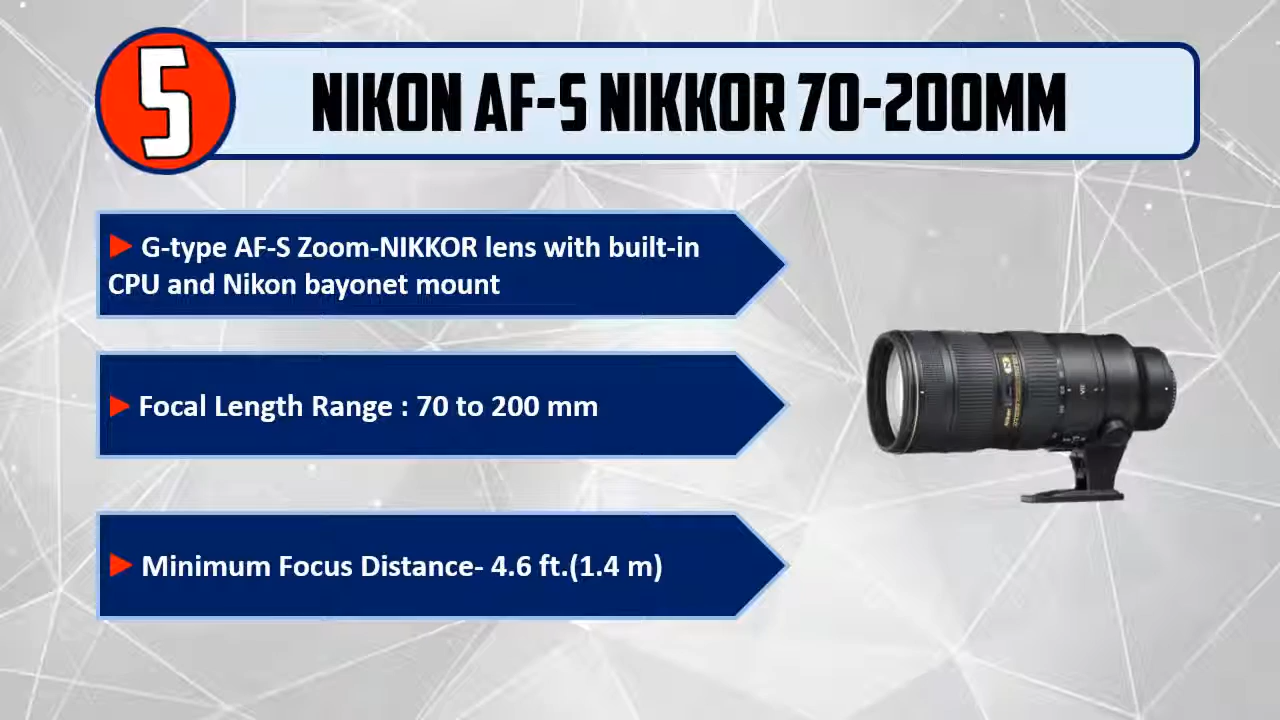 5
NIKON AF-S NIKKOR 70-200MM
► G-type AF-S Zoom-NIKKOR lens with built-in
CPU and Nikon bayonet mount
► Focal Length Range : 70 to 200 mm
► Minimum Focus Distance- 4.6 ft.(1.4 m)